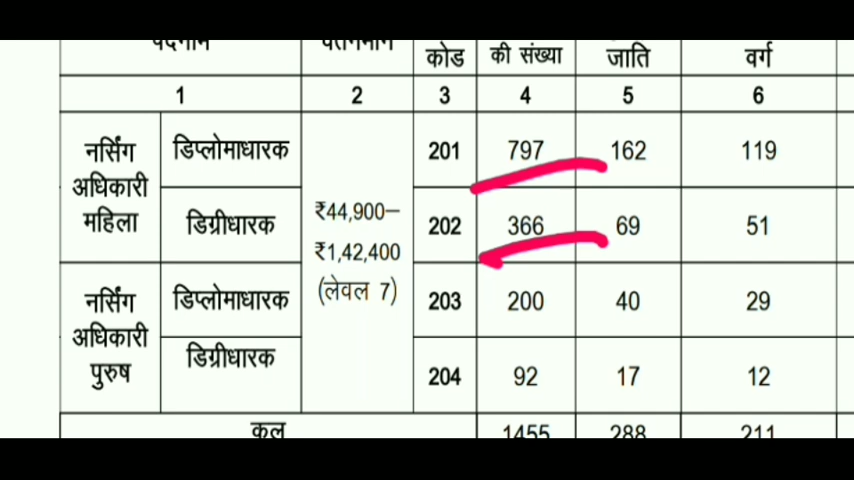 पदनाम वेतनमान
कोड की संख्या जाति वर्ग
1 2 3 4 5 6
नर्सिंग अधिकारी महिला डिप्लोमाधारक 201 797 162 119
डिग्रीधारक ₹44,900– ₹1,42,400 (लेवल 7) 202 366 69 51
नर्सिंग अधिकारी पुरुष डिप्लोमाधारक 203 200 40 29
डिग्रीधारक 204 92 17 12
कुल 1455 288 211